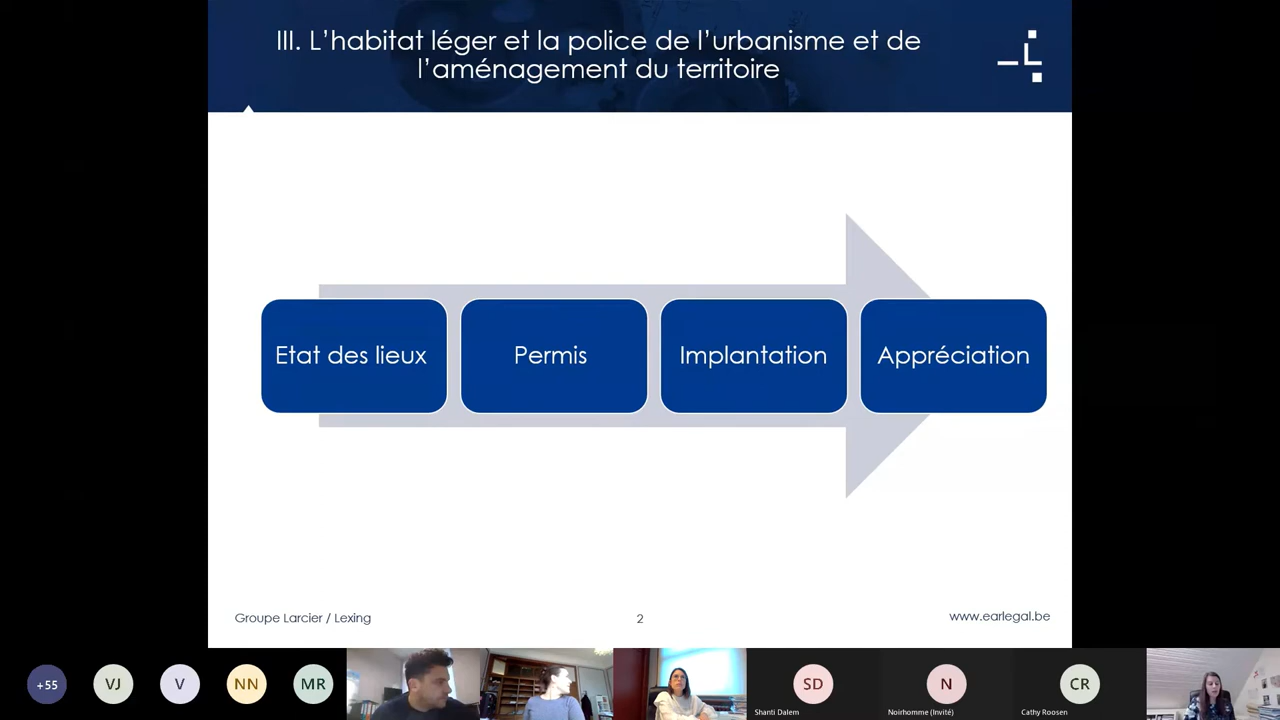 III. L’habitat léger et la police de l’urbanisme et de
l’aménagement du territoire
Etat des lieux
Permis
Implantation
Appréciation
Groupe Larcier / Lexing
2
www.earlegal.be
+55
VJ
V
NN
MR
SD
N
CR
Shanti Dalem
Noirhomme (Invité)
Cathy Roosen